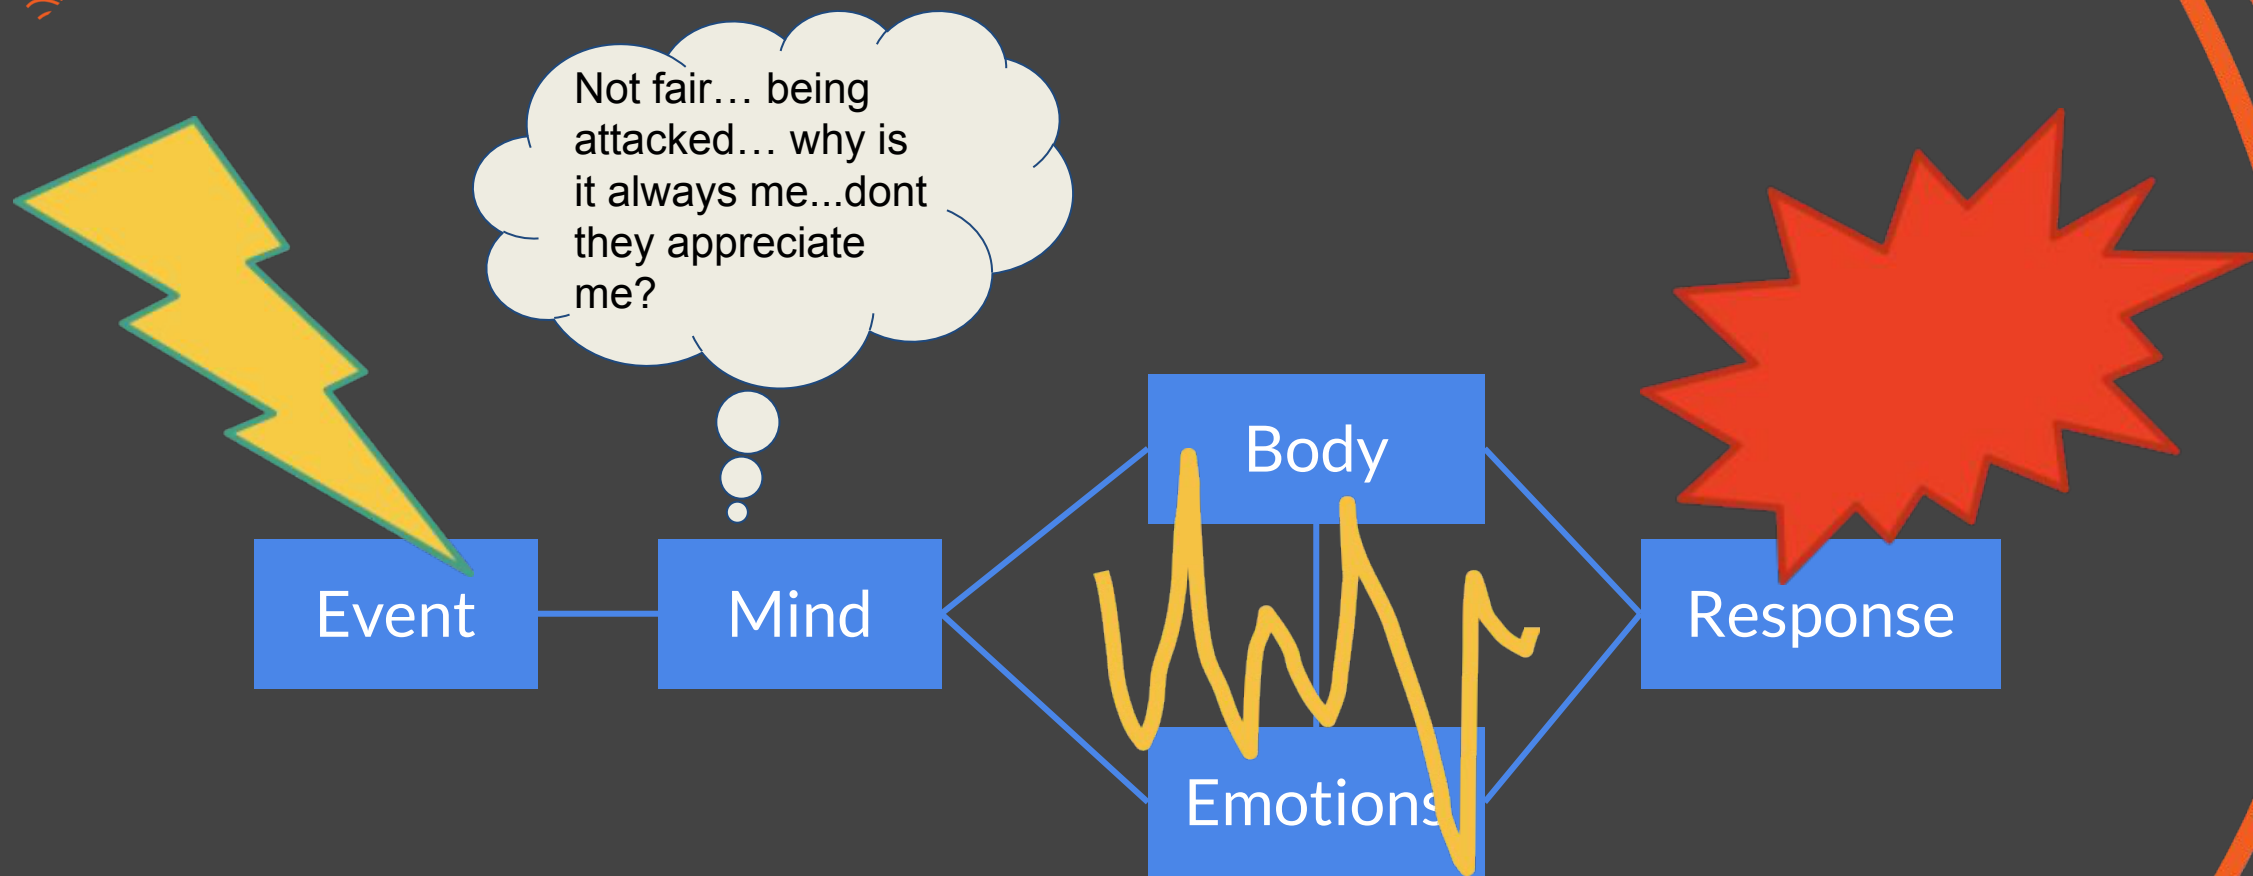 Not fair… being
attacked… why is
it always me...dont
they appreciate
me?
Body
Event
Mind
Response
Emotions